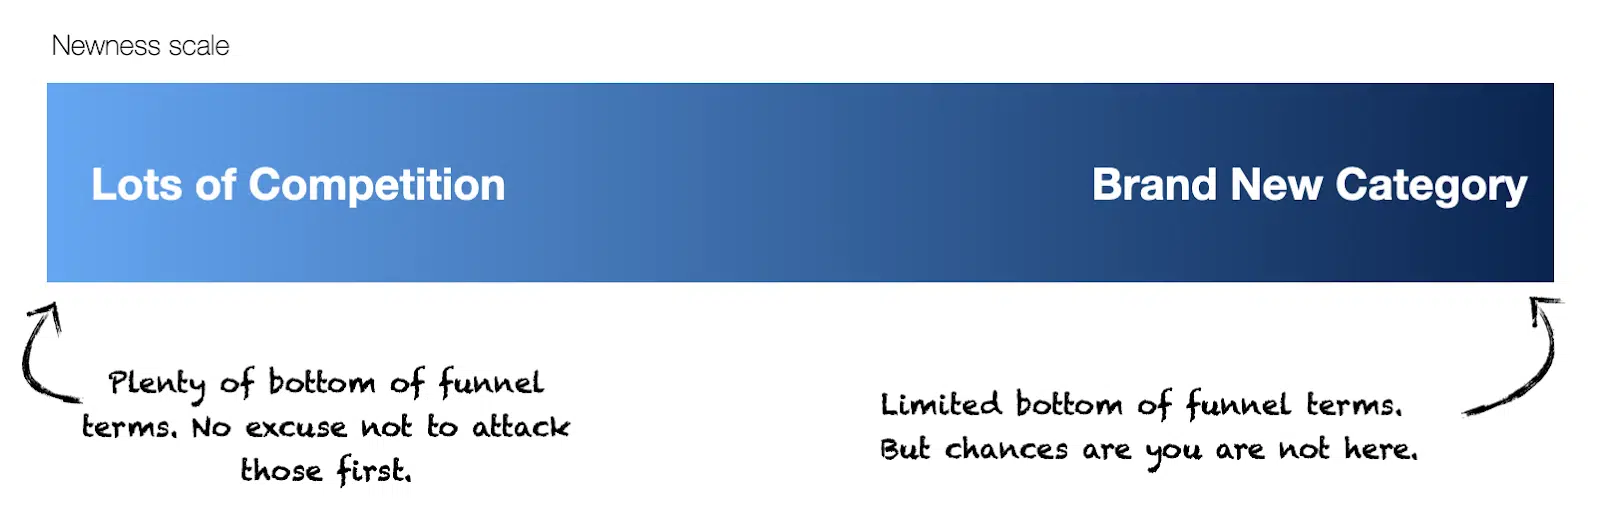 Newness scale
Lots of Competition
Brand New Category
Plenty of bottom of funnel
terms. No excuse not to attack
those first.
Limited bottom of funnel terms.
But chances are you are not here.